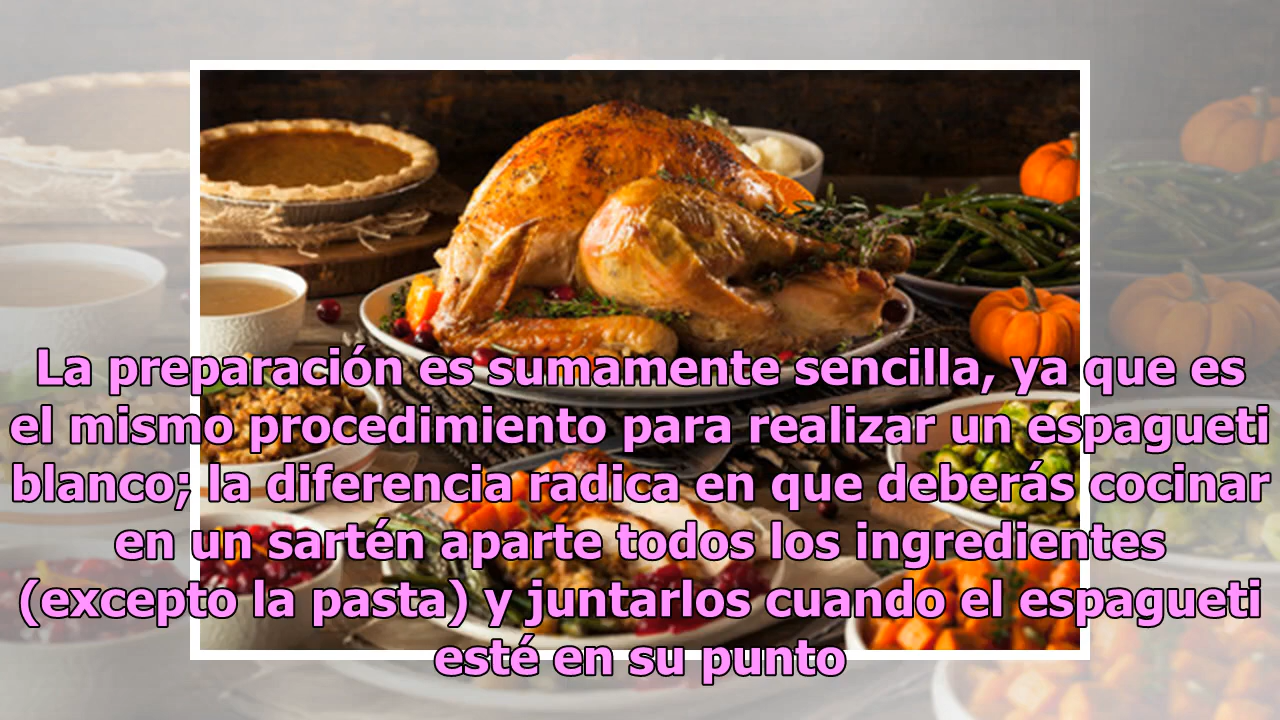 La preparación es sumamente sencilla, ya que es
el mismo procedimiento para realizar un espagueti
blanco; la diferencia radica en que deberás cocinar
en un sartén aparte todos los ingredientes
(excepto la pasta) y juntarlos cuando el espagueti
esté en su punto